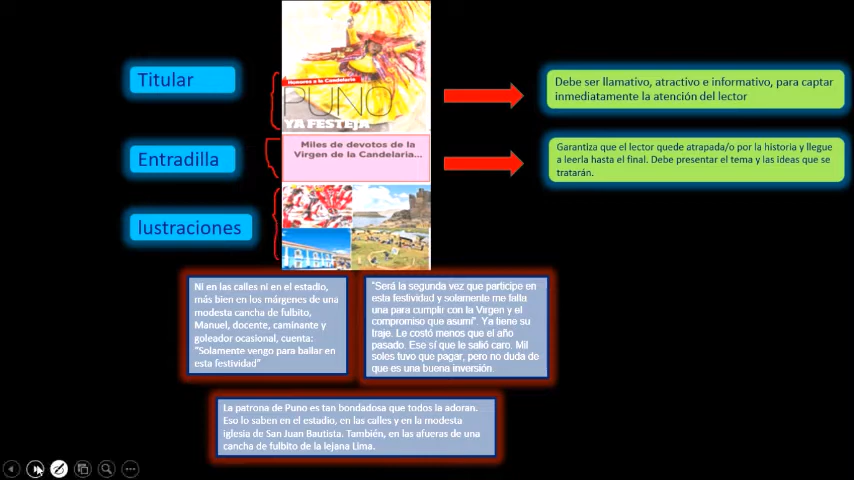 Titular
Honores a la Candelaria
PUNO
YA FESTEJA
Debe ser llamativo, atractivo e informativo, para captar
inmediatamente la atención del lector
Entradilla
Miles de devotos de la
Virgen de la Candelaria...
Garantiza que el lector quede atrapada/o por la historia y llegue
a leerla hasta el final. Debe presentar el tema y las ideas que se
tratarán.
lustraciones
Ni en las calles ni en el estadio,
más bien en los márgenes de una
modesta cancha de fulbito,
Manuel, docente, caminante y
goleador ocasional, cuenta:
"Solamente vengo para bailar en
esta festividad"
"Será la segunda vez que participe en
esta festividad y solamente me falta
una para cumplir con la Virgen y el
compromiso que asumí". Ya tiene su
traje. Le costó menos que el año
pasado. Ese sí que le salió caro. Mil
soles tuvo que pagar, pero no duda de
que es una buena inversión.
La patrona de Puno es tan bondadosa que todos la adoran.
Eso lo saben en el estadio, en las calles y en la modesta
iglesia de San Juan Bautista. También, en las afueras de una
cancha de fulbito de la lejana Lima.